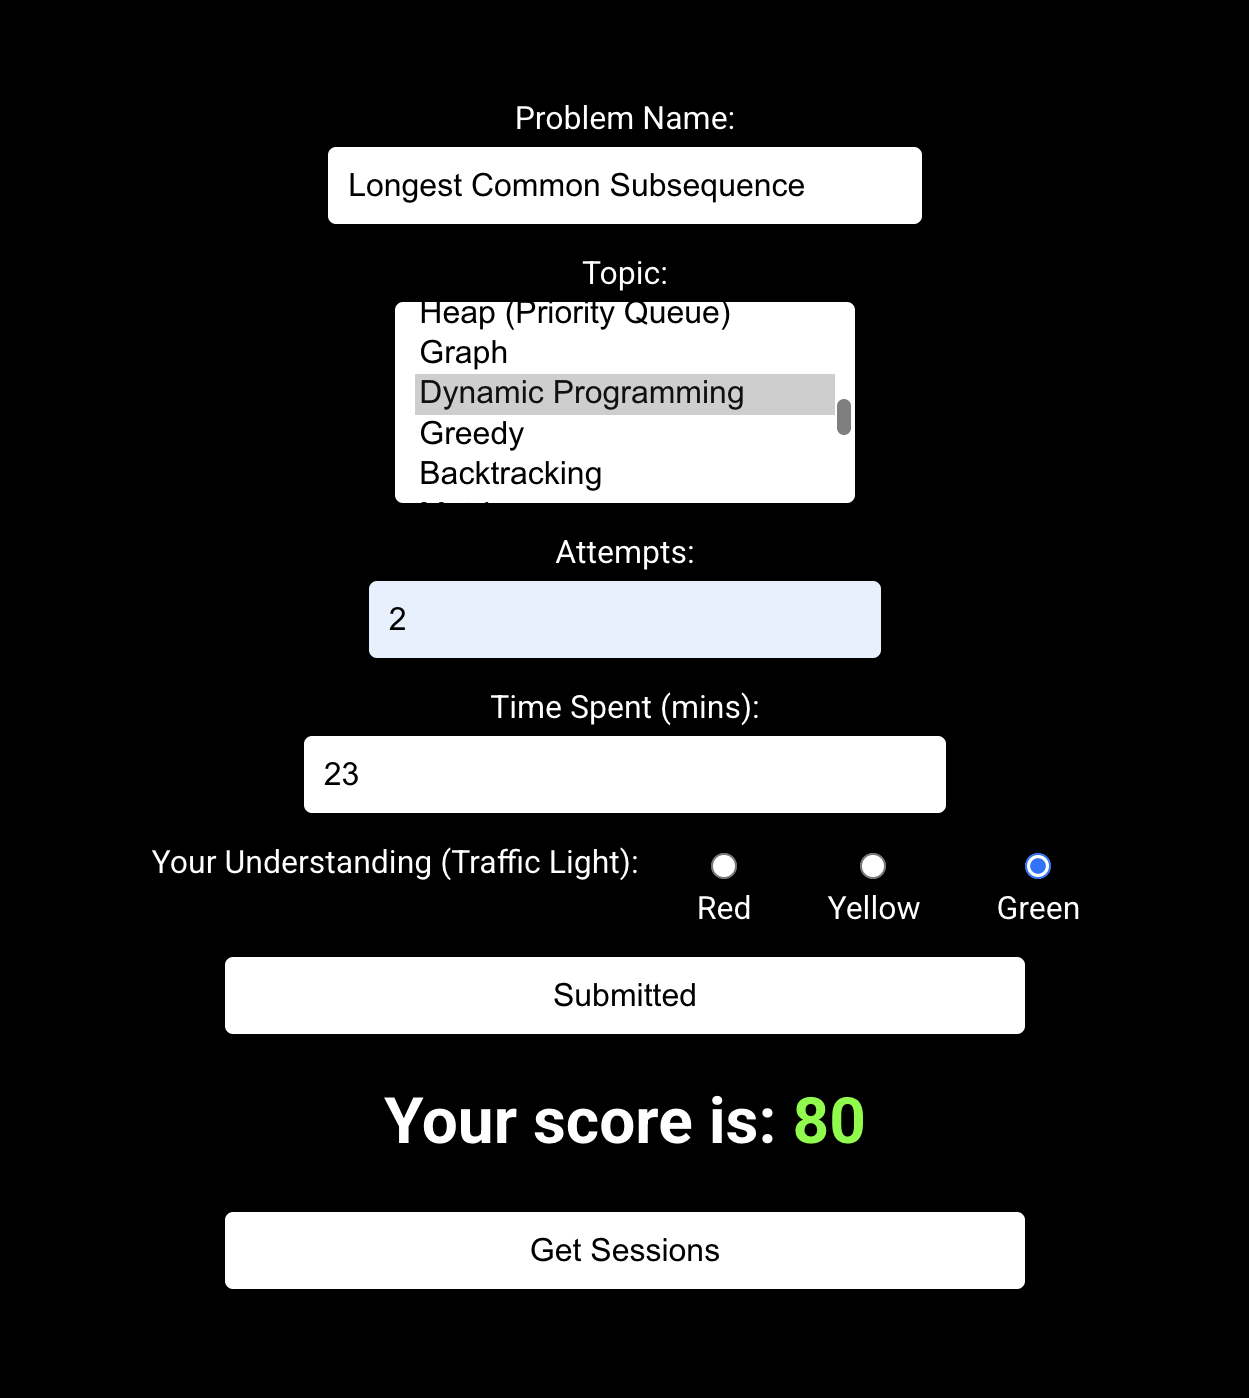 Problem Name:
Longest Common Subsequence
Topic:
Heap (Priority Queue)
Graph
Dynamic Programming
Greedy
Backtracking
Attempts:
2
Time Spent (mins):
23
Your Understanding (Traffic Light):
Red Yellow Green
Submitted
Your score is: 80
Get Sessions